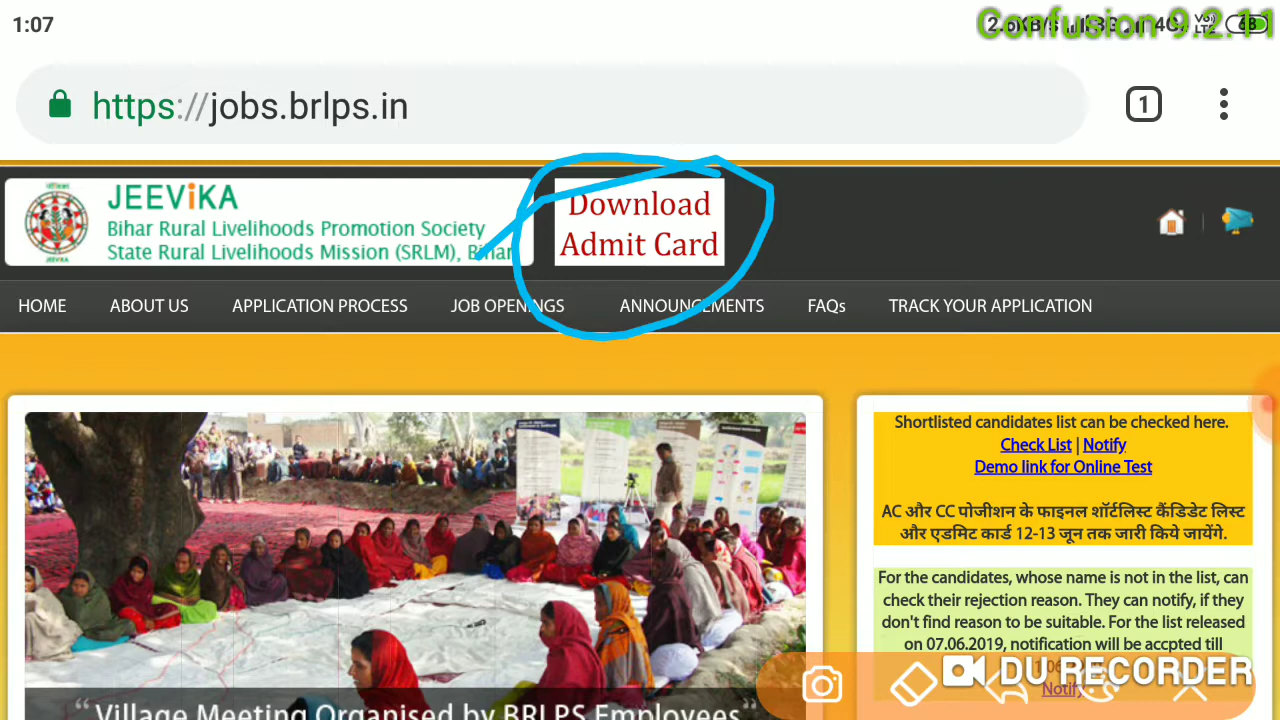 1:07
Confusion 9.2.11
https://jobs.brlps.in
1
JEEViKA
Bihar Rural Livelihoods Promotion Society
State Rural Livelihoods Mission (SRLM), Bihar
Download
Admit Card
HOME
ABOUT US
APPLICATION PROCESS
JOB OPENINGS
ANNOUNCEMENTS
FAQs
TRACK YOUR APPLICATION
Shortlisted candidates list can be checked here.
Check List | Notify
Demo link for Online Test
AC और CC पोजीशन के फाइनल शॉर्टलिस्ट कैंडिडेट लिस्ट
और एडमिट कार्ड 12-13 जून तक जारी किये जायेंगे.
For the candidates, whose name is not in the list, can
check their rejection reason. They can notify, if they
don't find reason to be suitable. For the list released
on 07.06.2019, notification will be accpted till
Notify
DU RECORDER
“Village Meeting Organised by BRLPS Employees”